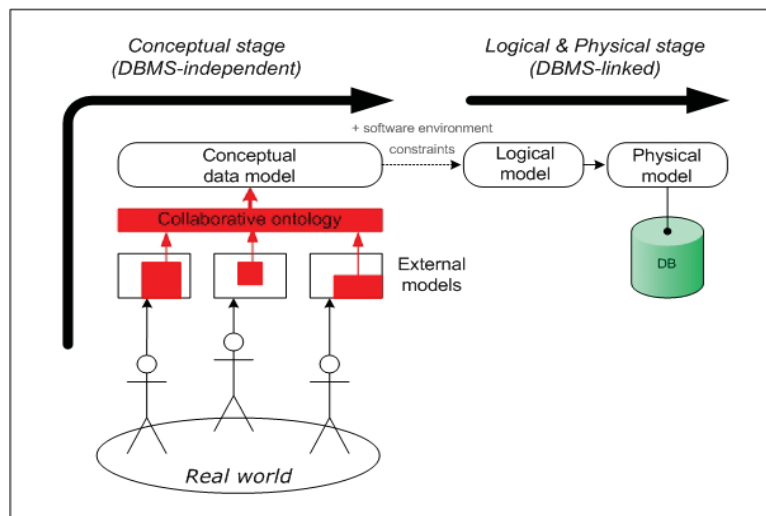 Conceptual stage
(DBMS-independent)
Logical & Physical stage
(DBMS-linked)
+ software environment
constraints
Conceptual
data model
Logical
model
Physical
model
Collaborative ontology
External
models
DB
Real world